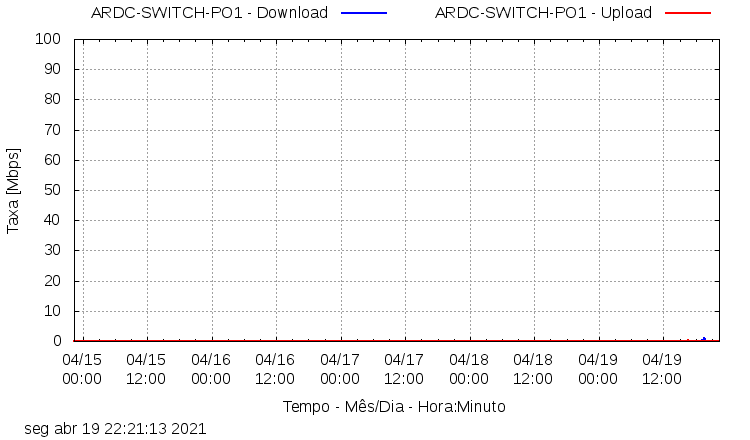 ARDC-SWITCH-PO1 - Download
ARDC-SWITCH-PO1 - Upload
100
90
80
70
60
50
40
30
20
10
0
Taxa [Mbps]
04/15 04/15 04/16 04/16 04/17 04/17 04/18 04/18 04/19 04/19
00:00 12:00 00:00 12:00 00:00 12:00 00:00 12:00 00:00 12:00
Tempo - Mês/Dia - Hora:Minuto
seg abr 19 22:21:13 2021